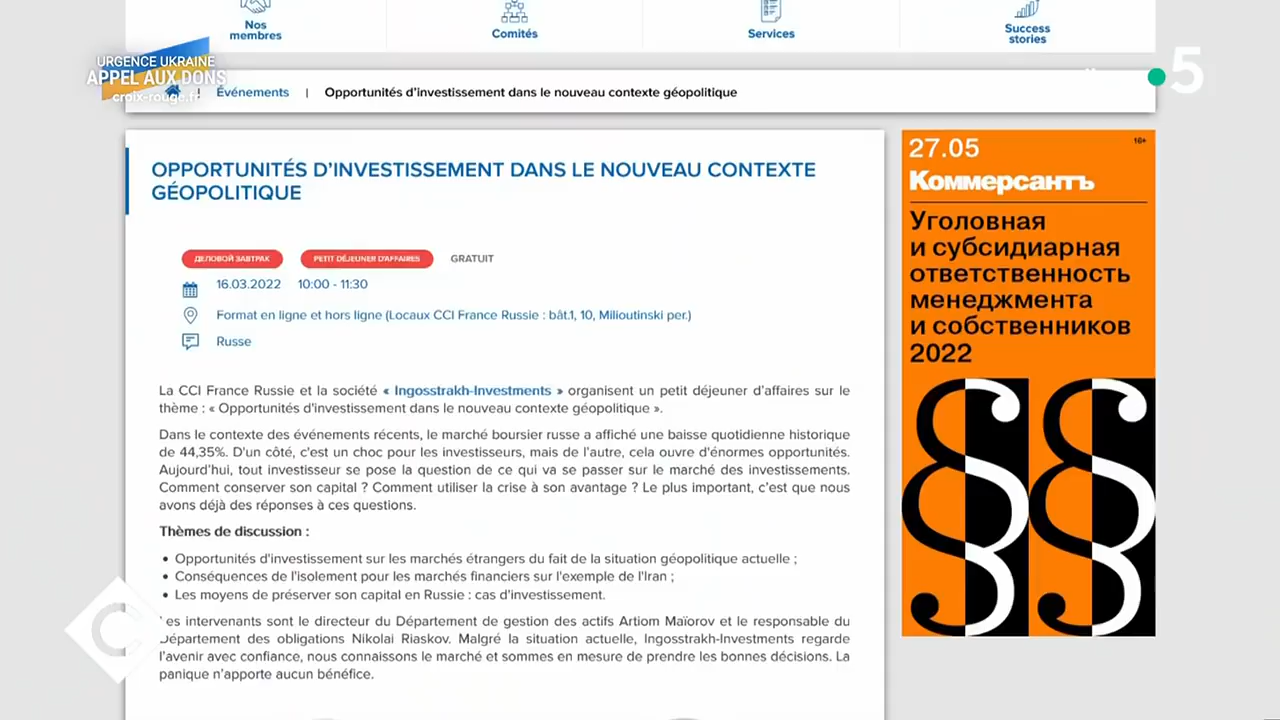 Nos
membres
Comités
Services
Success
stories
URGENCE UKRAINE
APPEL AUX DONS
croix-rouge.fr
Événements | Opportunités d'investissement dans le nouveau contexte géopolitique
5
OPPORTUNITÉS D'INVESTISSEMENT DANS LE NOUVEAU CONTEXTE
GÉOPOLITIQUE
ДЕЛОВОЙ ЗАВТРАК PETIT DÉJEUNER D'AFFAIRES GRATUIT
16.03.2022 10:00 - 11:30
Format en ligne et hors ligne (Locaux CCI France Russie : bât.1, 10, Milioutinski per.)
Russe
La CCI France Russie et la société « Ingosstrakh-Investments » organisent un petit déjeuner d'affaires sur le
thème : « Opportunités d'investissement dans le nouveau contexte géopolitique ».
Dans le contexte des événements récents, le marché boursier russe a affiché une baisse quotidienne historique
de 44,35%. D'un côté, c'est un choc pour les investisseurs, mais de l'autre, cela ouvre d'énormes opportunités.
Aujourd'hui, tout investisseur se pose la question de ce qui va se passer sur le marché des investissements.
Comment conserver son capital ? Comment utiliser la crise à son avantage ? Le plus important, c'est que nous
avons déjà des réponses à ces questions.
Thèmes de discussion :
• Opportunités d'investissement sur les marchés étrangers du fait de la situation géopolitique actuelle ;
• Conséquences de l'isolement pour les marchés financiers sur l'exemple de l'Iran ;
• Les moyens de préserver son capital en Russie : cas d'investissement.
Les intervenants sont le directeur du Département de gestion des actifs Artiom Maïorov et le responsable du
Département des obligations Nikolai Riaskov. Malgré la situation actuelle, Ingosstrakh-Investments regarde
l'avenir avec confiance, nous connaissons le marché et sommes en mesure de prendre les bonnes décisions. La
panique n'apporte aucun bénéfice.
C
27.05
16+
Коммерсантъ
Уголовная
и субсидиарная
ответственность
менеджмента
и собственников
2022
§§